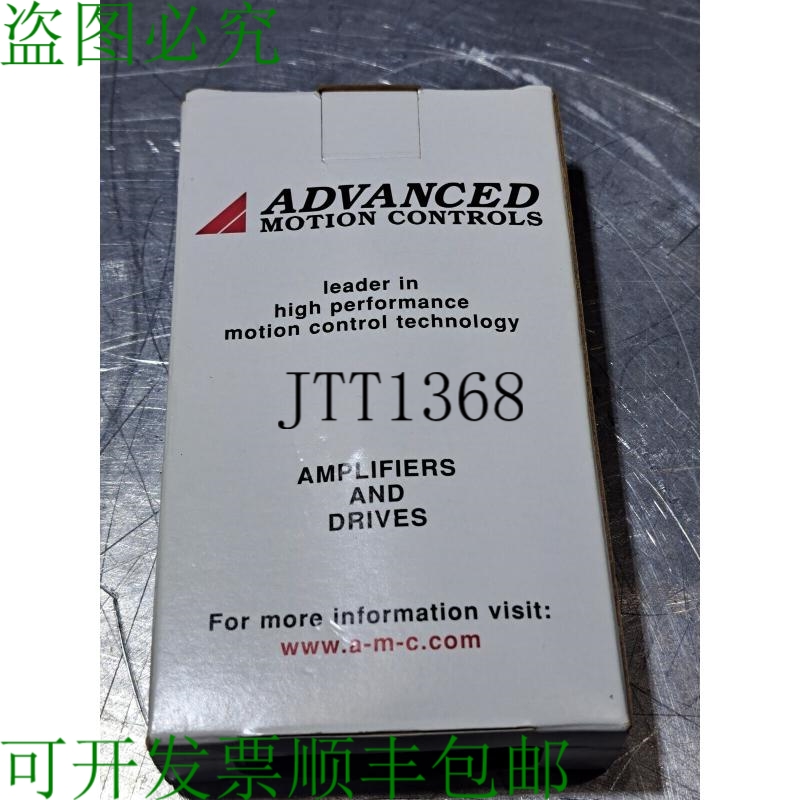 盗图必究
ADVANCED
MOTION CONTROLS
leader in
high performance
motion control technology
JTT1368
AMPLIFIERS
AND
DRIVES
For more information visit:
www.a-m-c.com
可开发票顺丰包邮